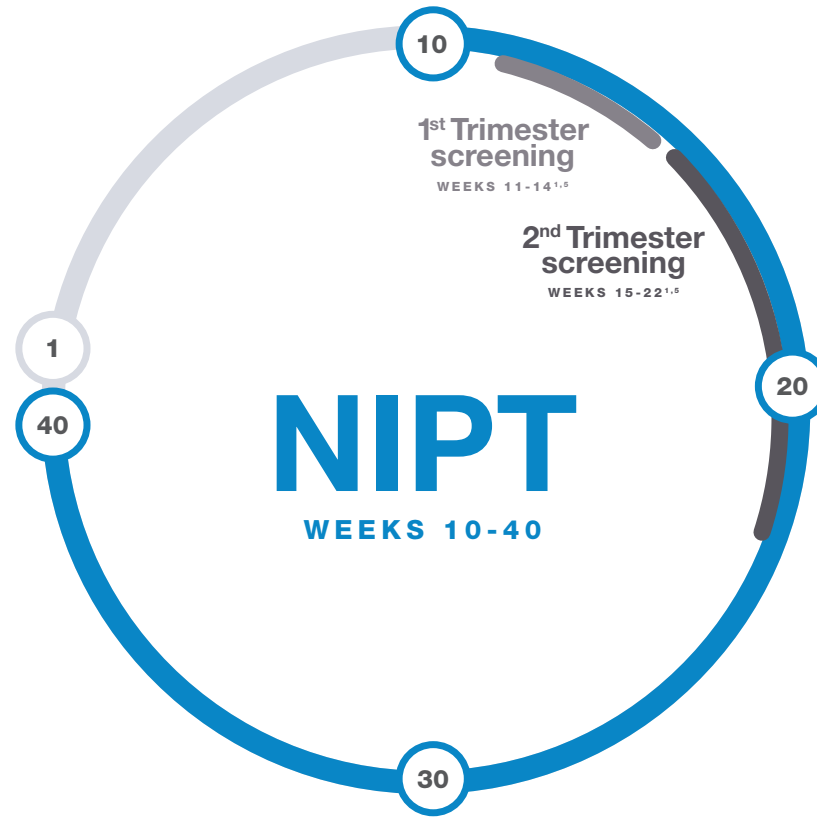 10
1st Trimester
screening
WEEKS 11-141,5
2nd Trimester
screening
WEEKS 15-221,5
1
20
40
NIPT
WEEKS 10-40
30